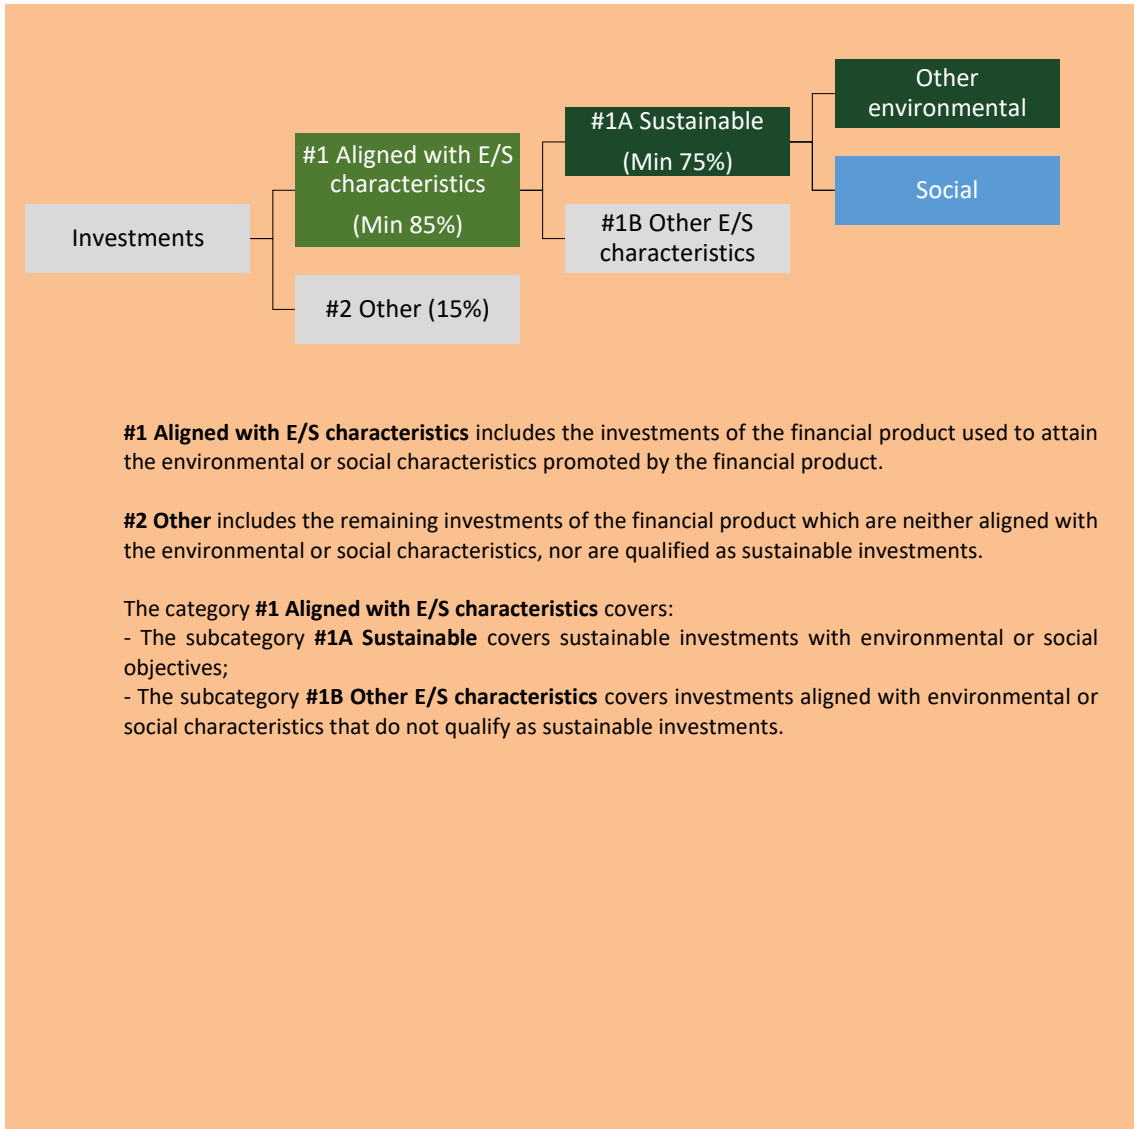 Other
environmental
#1A Sustainable
(Min 75%)
#1 Aligned with E/S
characteristics
(Min 85%)
Social
Investments
#1B Other E/S
characteristics
#2 Other (15%)
#1 Aligned with E/S characteristics includes the investments of the financial product used to attain
the environmental or social characteristics promoted by the financial product.
#2 Other includes the remaining investments of the financial product which are neither aligned with
the environmental or social characteristics, nor are qualified as sustainable investments.
The category #1 Aligned with E/S characteristics covers:
- The subcategory #1A Sustainable covers sustainable investments with environmental or social
objectives;
- The subcategory #1B Other E/S characteristics covers investments aligned with environmental or
social characteristics that do not qualify as sustainable investments.